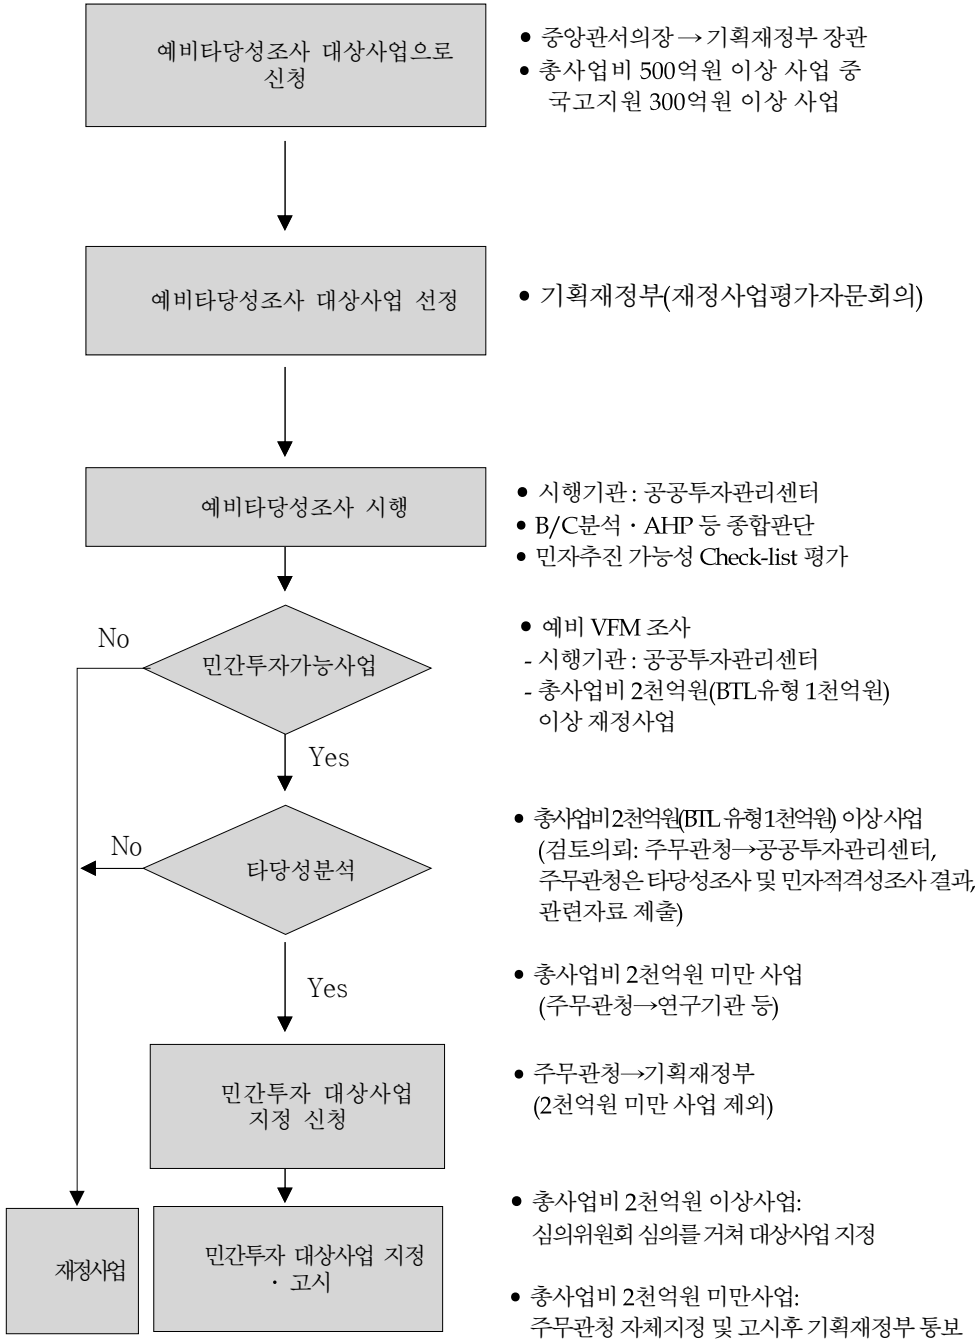 예비타당성조사 대상사업으로
신청
• 중앙관서의장→기획재정부 장관
• 총사업비 500억원 이상 사업 중
국고지원 300억원 이상 사업
예비타당성조사 대상사업 선정
• 기획재정부(재정사업평가자문회의)
예비타당성조사 시행
• 시행기관 : 공공투자관리센터
• B/C분석 · AHP 등 종합판단
• 민자추진 가능성 Check-list 평가
No
민간투자가능사업
Yes
• 예비 VFM 조사
- 시행기관 : 공공투자관리센터
- 총사업비 2천억원(BTL유형 1천억원)
이상 재정사업
No
타당성분석
Yes
• 총사업비2천억원(BTL 유형1천억원) 이상사업
(검토의뢰: 주무관청→공공투자관리센터,
주무관청은 타당성조사 및 민자적격성조사 결과,
관련자료 제출)
• 총사업비 2천억원 미만 사업
(주무관청→연구기관 등)
민간투자 대상사업
지정 신청
• 주무관청→기획재정부
(2천억원 미만 사업 제외)
재정사업
민간투자 대상사업 지정
· 고시
• 총사업비 2천억원 이상사업:
심의위원회 심의를 거쳐 대상사업 지정
• 총사업비 2천억원 미만사업:
주무관청 자체지정 및 고시후 기획재정부 통보